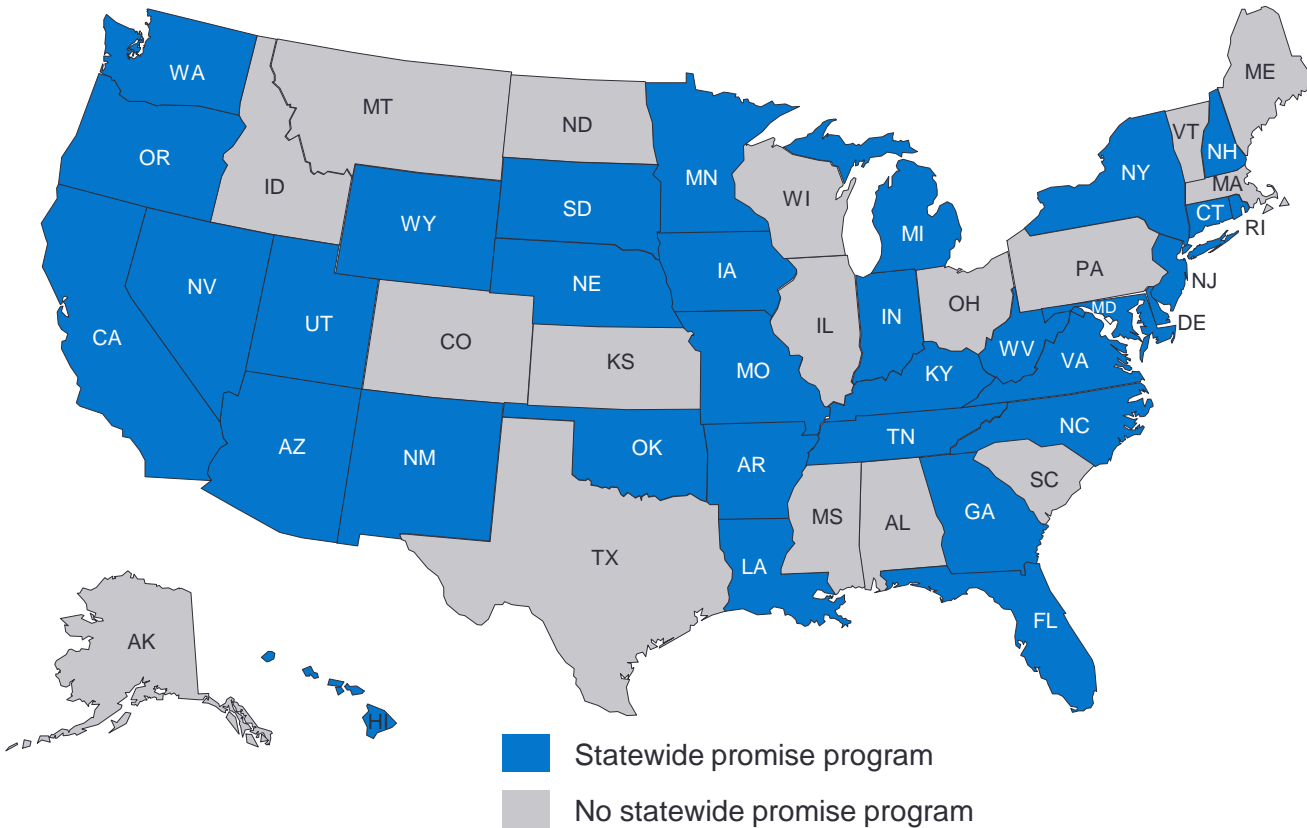 WA
ME
MT
ND
VT
OR
NH
MN
NY
ID
WI
MA
SD
CT
WY
MI
RI
IA
PA
NE
NJ
NV
OH
MD
UT
IN
IL
DE
CA
CO
WV
KS
VA
MO
KY
NC
TN
AZ
OK
NM
AR
SC
GA
MS
AL
TX
LA
FL
AK
HI
Statewide promise program
No statewide promise program